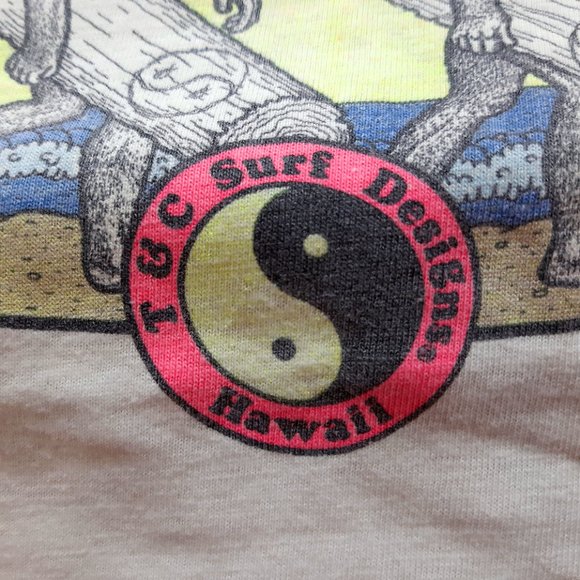 T & C Surf Designs.
Hawaii